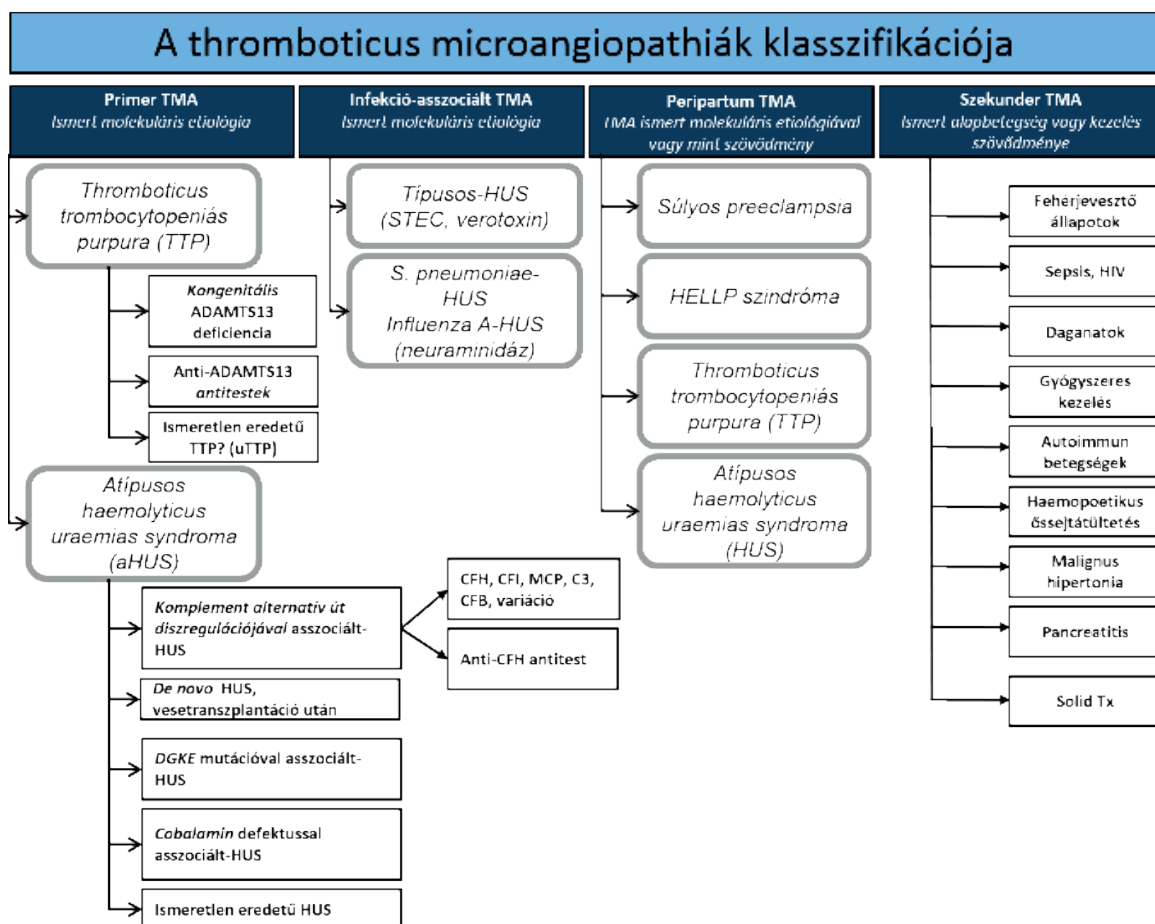 A thromboticus microangiopathiák klasszifikációja
Primer TMA
Ismert molekuláris etiológia
Thromboticus
trombocytopeniás
purpura (TTP)
Kongenitális
ADAMTS13
deficiencia
Anti-ADAMTS13
antitestek
Ismeretlen eredetű
TTP? (uTTP)
Atípusos
haemolyticus
uraemias syndroma
(aHUS)
Komplement alternatív út
diszregulációjával asszociált-
HUS
CFH, CFI, MCP, C3,
CFB, variáció
Anti-CFH antitest
De novo HUS,
vesetranszplantáció után
DGKE mutációval asszociált-
HUS
Cobalamin defektussal
asszociált-HUS
Ismeretlen eredetű HUS
Infekció-asszociált TMA
Ismert molekuláris etiológia
Típusos-HUS
(STEC, verotoxin)
S. pneumoniae-
HUS
Influenza A-HUS
(neuraminidáz)
Peripartum TMA
TMA ismert molekuláris etiológiával
vagy mint szövődmény
Súlyos preeclampsia
HELLP szindróma
Thromboticus
trombocytopeniás
purpura (TTP)
Atípusos
haemolyticus
uraemias syndroma
(HUS)
Szekunder TMA
Ismert alapbetegség vagy kezelés
szövődménye
Fehérjevesztő
állapotok
Sepsis, HIV
Daganatok
Gyógyszeres
kezelés
Autoimmun
betegségek
Haemopoetikus
őssejtátültetés
Malignus
hipertonia
Pancreatitis
Solid Tx